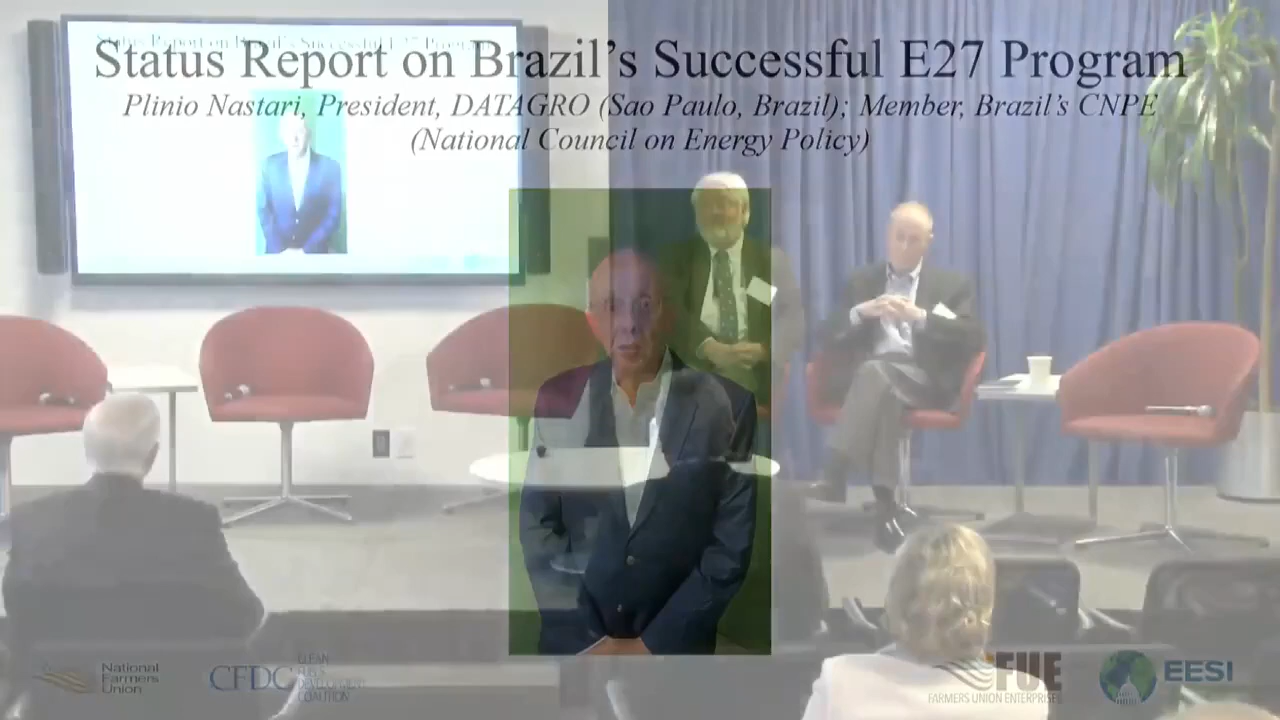 Status Report on Brazil's Successful E27 Program
Plinio Nastari, President, DATAGRO (Sao Paulo, Brazil); Member, Brazil's CNPE
(National Council on Energy Policy)
National
Farmers
Union
CFDC
CLEAN
FUELS
DEVELOPMENT
COALITION
FUE
FARMERS UNION ENTERPRISES
EESI